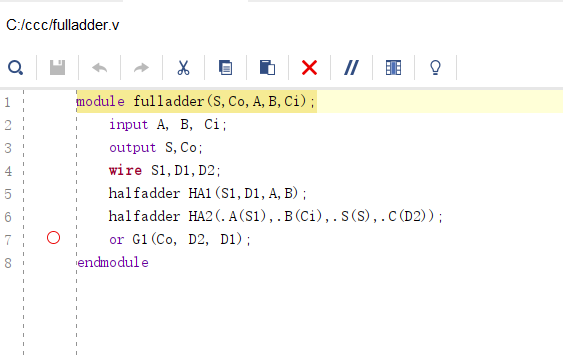 C:/ccc/fulladder.v
1 module fulladder(S,Co,A,B,Ci);
2 input A, B, Ci;
3 output S,Co;
4 wire S1,D1,D2;
5 halfadder HA1(S1,D1,A,B);
6 halfadder HA2(.A(S1),.B(Ci),.S(S),.C(D2));
7 or G1(Co, D2, D1);
8 endmodule